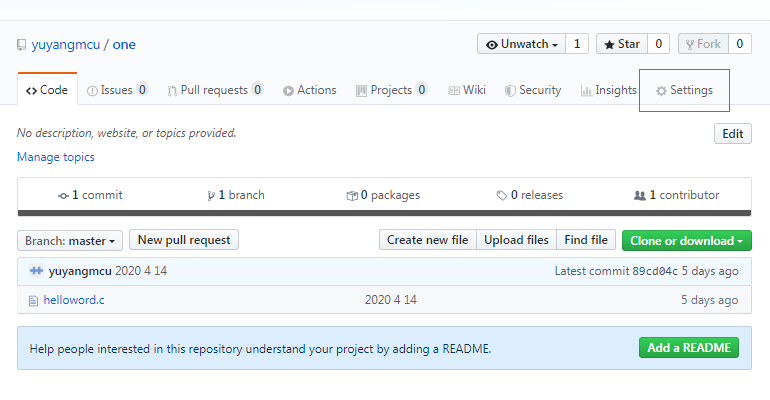 yuyangmcu / one Unwatch 1 Star 0 Fork 0
Code Issues 0 Pull requests 0 Actions Projects 0 Wiki Security Insights Settings
No description, website, or topics provided. Edit
Manage topics
1 commit 1 branch 0 packages 0 releases 1 contributor
Branch: master New pull request Create new file Upload files Find file Clone or download
yuyangmcu 2020 4 14 Latest commit 89cd04c 5 days ago
helloword.c 2020 4 14 5 days ago
Help people interested in this repository understand your project by adding a README. Add a README